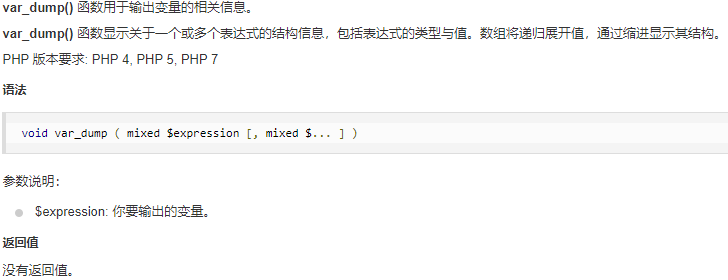 var_dump() 函数用于输出变量的相关信息。
var_dump() 函数显示关于一个或多个表达式的结构信息，包括表达式的类型与值。数组将递归展开值，通过缩进显示其结构。
PHP 版本要求: PHP 4, PHP 5, PHP 7
语法
void var_dump ( mixed $expression [, mixed $... ] )
参数说明：
$expression: 你要输出的变量。
返回值
没有返回值。